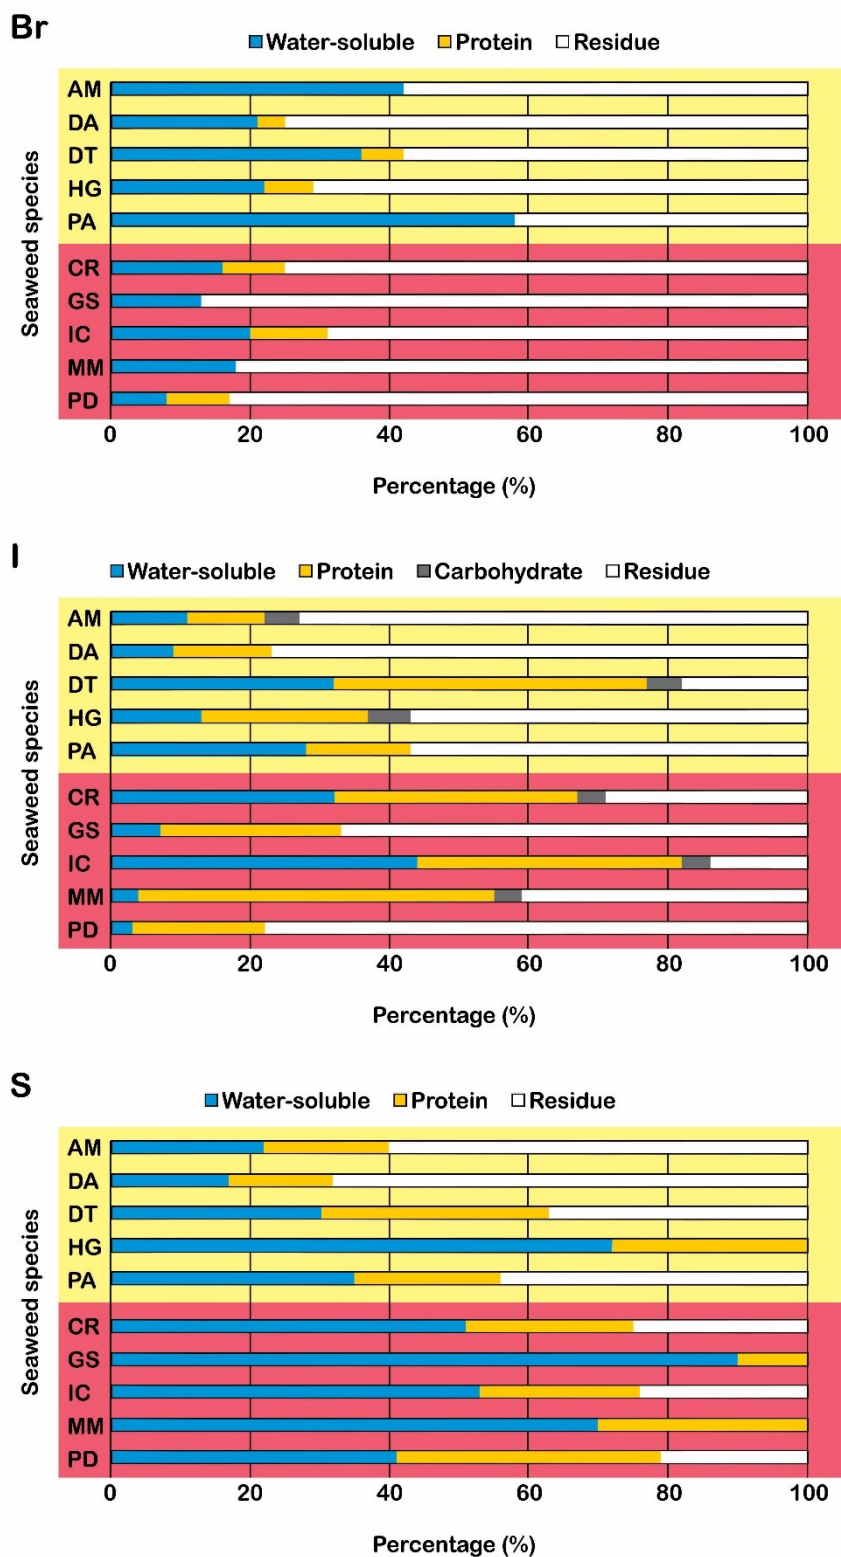 Br
Water-soluble Protein Residue
Seaweed species
AM
DA
DT
HG
PA
CR
GS
IC
MM
PD
0 20 40 60 80 100
Percentage (%)
I
Water-soluble Protein Carbohydrate Residue
Seaweed species
AM
DA
DT
HG
PA
CR
GS
IC
MM
PD
0 20 40 60 80 100
Percentage (%)
S
Water-soluble Protein Residue
Seaweed species
AM
DA
DT
HG
PA
CR
GS
IC
MM
PD
0 20 40 60 80 100
Percentage (%)